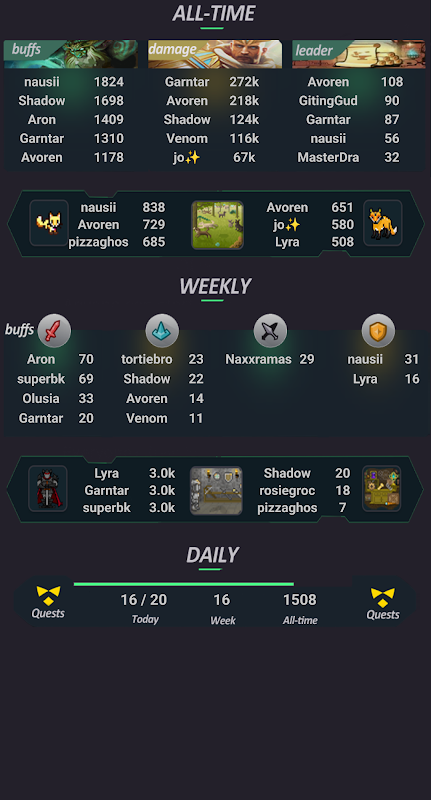 ALL-TIME
buffs
nausii 1824
Shadow 1698
Aron 1409
Garntar 1310
Avoren 1178
damage
Garntar 272k
Avoren 218k
Shadow 124k
Venom 116k
jo✨ 67k
leader
Avoren 108
GitingGud 90
Garntar 87
nausii 56
MasterDra 32
nausii 838
Avoren 729
pizzaghos 685
Avoren 651
jo✨ 580
Lyra 508
WEEKLY
buffs
Aron 70
superbk 69
Olusia 33
Garntar 20
tortiebro 23
Shadow 22
Avoren 14
Venom 11
Naxxramas 29
nausii 31
Lyra 16
Lyra 3.0k
Garntar 3.0k
superbk 3.0k
Shadow 20
rosiegroc 18
pizzaghos 7
DAILY
Quests
16 / 20
Today
16
Week
1508
All-time
Quests